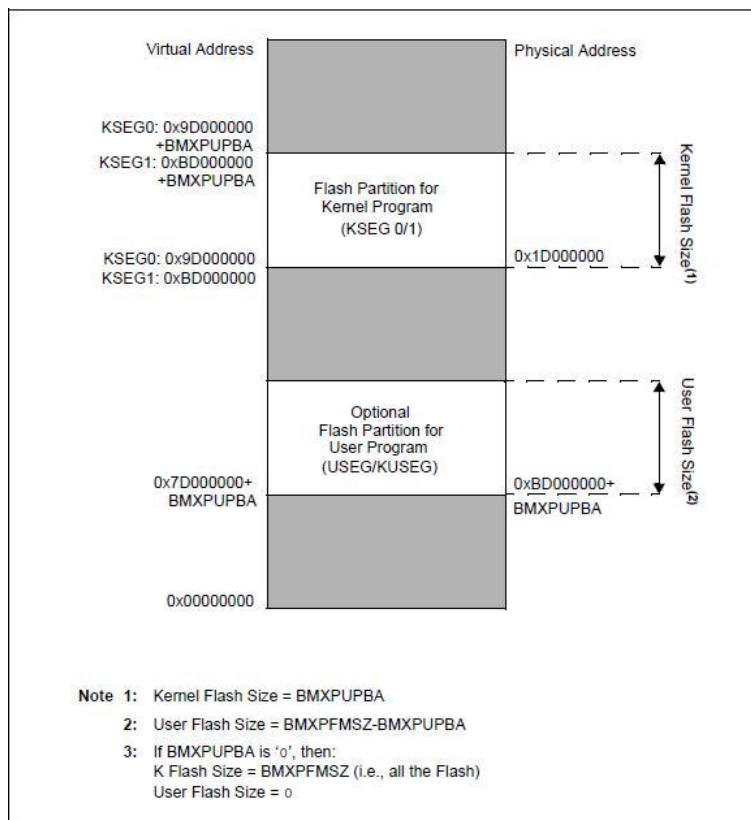 Virtual Address
Physical Address
KSEG0: 0x9D000000
+BMXPUPBA
KSEG1: 0xBD000000
+BMXPUPBA
Flash Partition for
Kernel Program
(KSEG 0/1)
Kernel Flash Size(1)
KSEG0: 0x9D000000
KSEG1: 0xBD000000
0x1D000000
Optional
Flash Partition for
User Program
(USEG/KUSEG)
User Flash Size(2)
0x7D000000+
BMXPUPBA
0xBD000000+
BMXPUPBA
0x00000000
Note 1: Kernel Flash Size = BMXPUPBA
2: User Flash Size = BMXPFMSZ-BMXPUPBA
3: If BMXPUPBA is ‘0’, then:
K Flash Size = BMXPFMSZ (i.e., all the Flash)
User Flash Size = 0